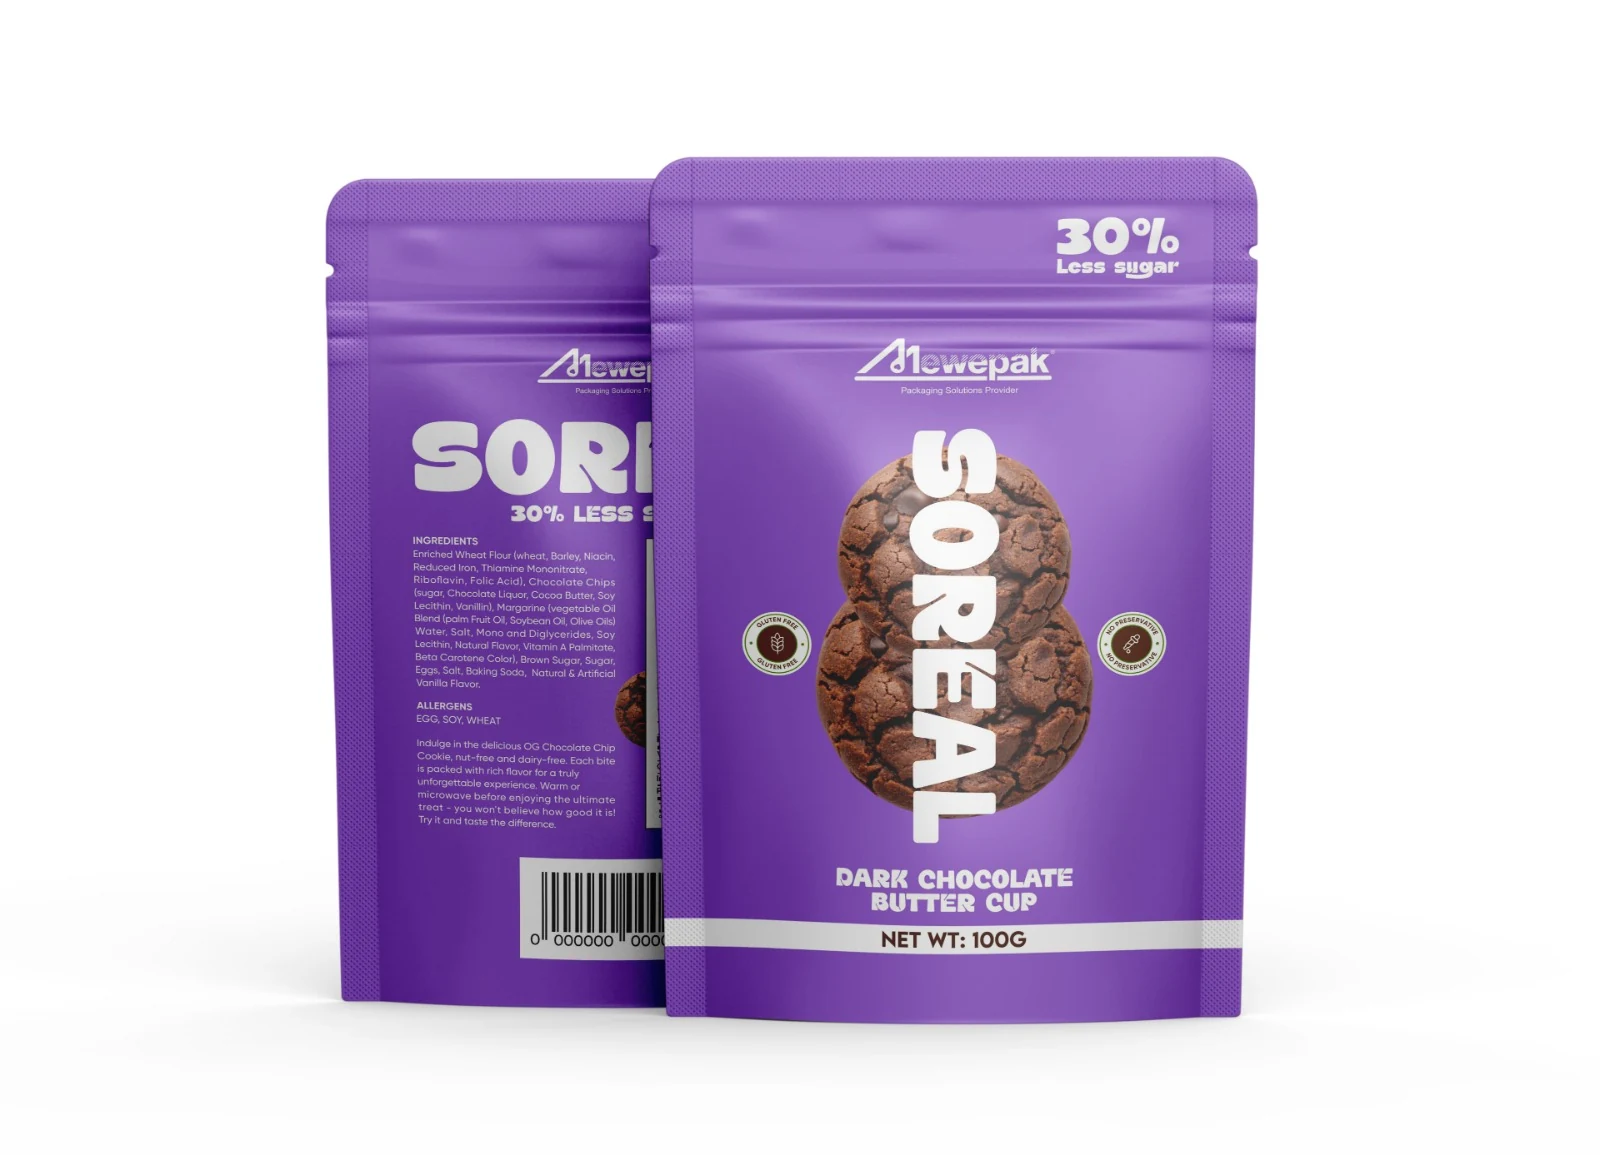 Mewep
Packaging Solutions Pr
SORE
30% LESS S
INGREDIENTS
Enriched Wheat Flour (wheat, Barley, Niacin,
Reduced Iron, Thiamine Mononitrate,
Riboflavin, Folic Acid), Chocolate Chips
(sugar, Chocolate Liquor, Cocoa Butter, Soy
Lecithin, Vanillin), Margarine (vegetable Oil
Blend (palm Fruit Oil, Soybean Oil, Olive Oils)
Water, Salt, Mono and Diglycerides, Soy
Lecithin, Natural Flavor, Vitamin A Palmitate,
Beta Carotene Color), Brown Sugar, Sugar,
Eggs, Salt, Baking Soda, Natural & Artificial
Vanilla Flavor.
ALLERGENS
EGG, SOY, WHEAT
Indulge in the delicious OG Chocolate Chip
Cookie, nut-free and dairy-free. Each bite
is packed with rich flavor for a truly
unforgettable experience. Warm or
microwave before enjoying the ultimate
treat - you won't believe how good it is!
Try it and taste the difference.
0 000000 0000
30%
Less sugar
Mewepak®
Packaging Solutions Provider
SOREAL
GLUTEN FREE
GLUTEN FREE
NO PRESERVATIVE
NO PRESERVATIVE
DARK CHOCOLATE
BUTTER CUP
NET WT: 100G